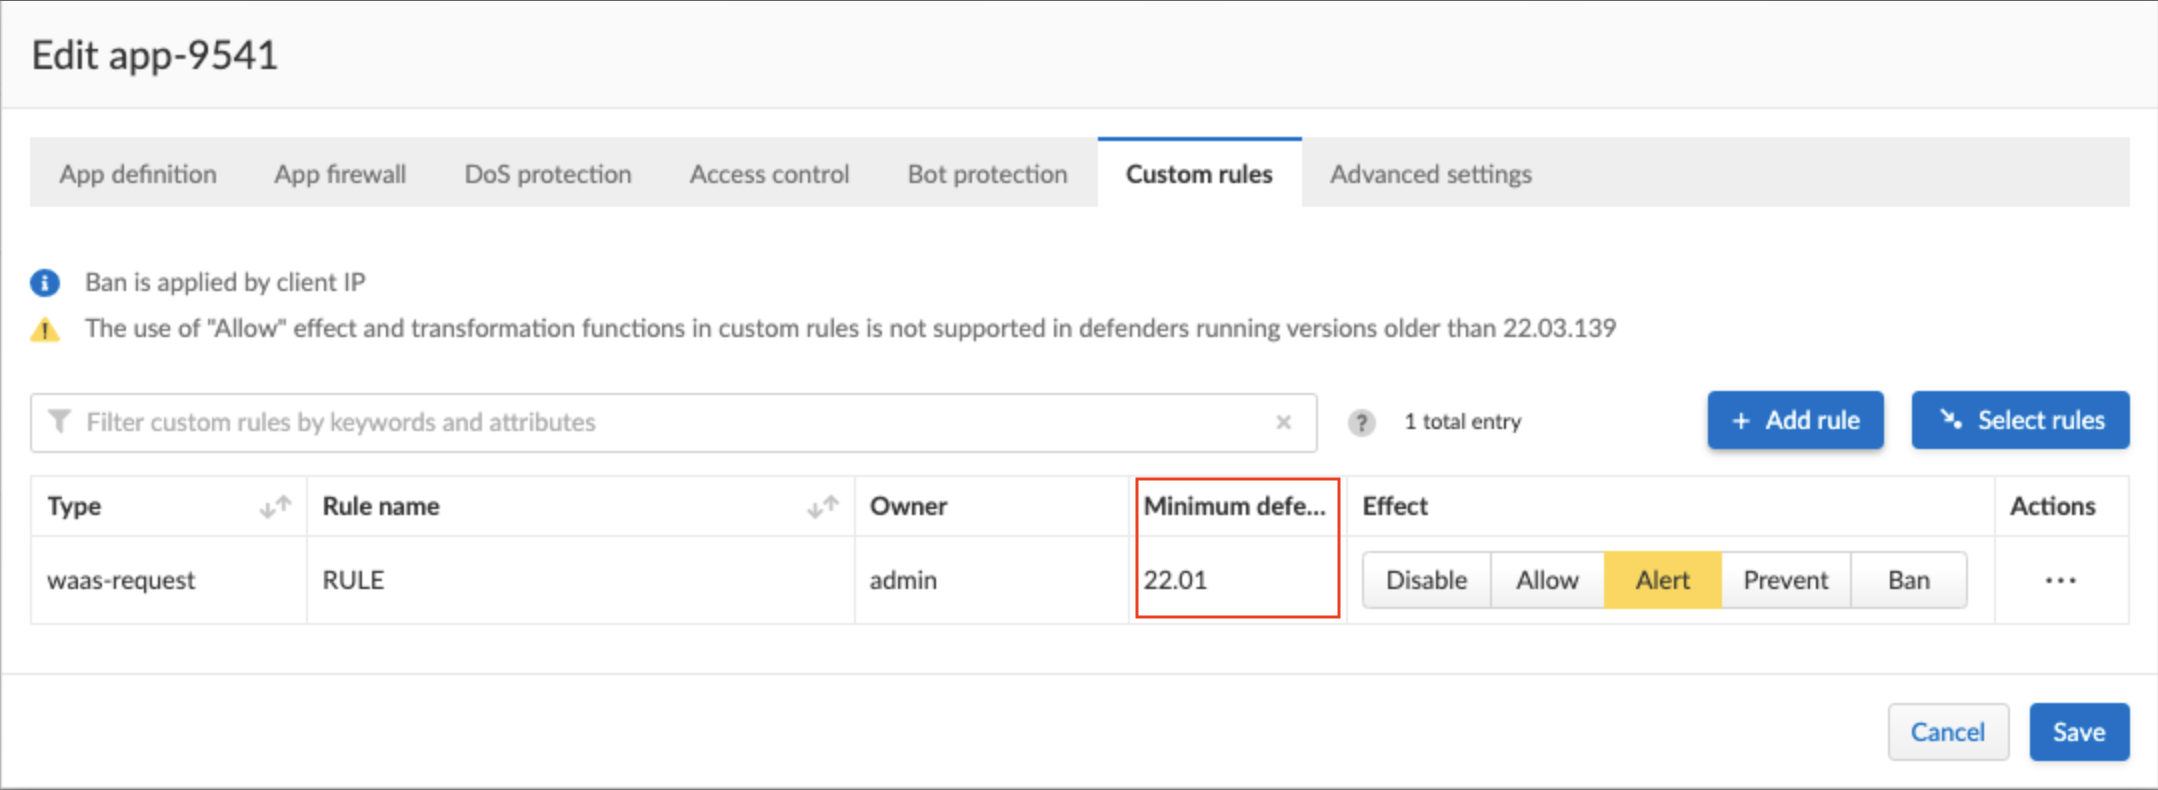 Edit app-9541
App definition App firewall DoS protection Access control Bot protection Custom rules Advanced settings
Ban is applied by client IP
The use of "Allow" effect and transformation functions in custom rules is not supported in defenders running versions older than 22.03.139
Filter custom rules by keywords and attributes × ? 1 total entry + Add rule Select rules
Type Rule name Owner Minimum defe... Effect Actions
waas-request RULE admin 22.01 Disable Allow Alert Prevent Ban ...
Cancel Save